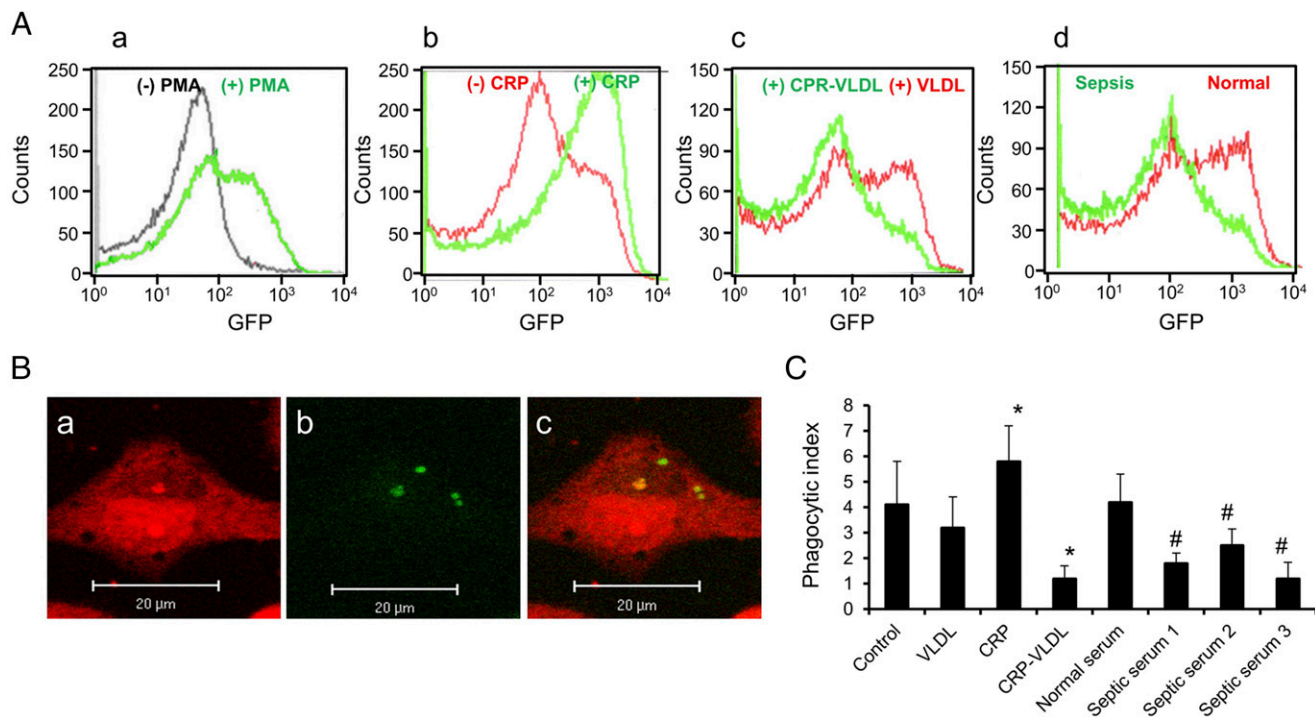 A
a
b
c
d
250
200
150
100
50
0
Counts
(-) PMA (+) PMA
10⁰ 10¹ 10² 10³ 10⁴
GFP
250
200
150
100
50
0
Counts
(-) CRP (+) CRP
10⁰ 10¹ 10² 10³ 10⁴
GFP
150
120
90
60
30
0
Counts
(+) CPR-VLDL (+) VLDL
10⁰ 10¹ 10² 10³ 10⁴
GFP
150
120
90
60
30
0
Counts
Sepsis Normal
10⁰ 10¹ 10² 10³ 10⁴
GFP
B
a
20 µm
b
20 µm
c
20 µm
C
Phagocytic index
8
7
6
5
4
3
2
1
0
*
*
#
#
#
Control
VLDL
CRP
CRP-VLDL
Normal serum
Septic serum 1
Septic serum 2
Septic serum 3